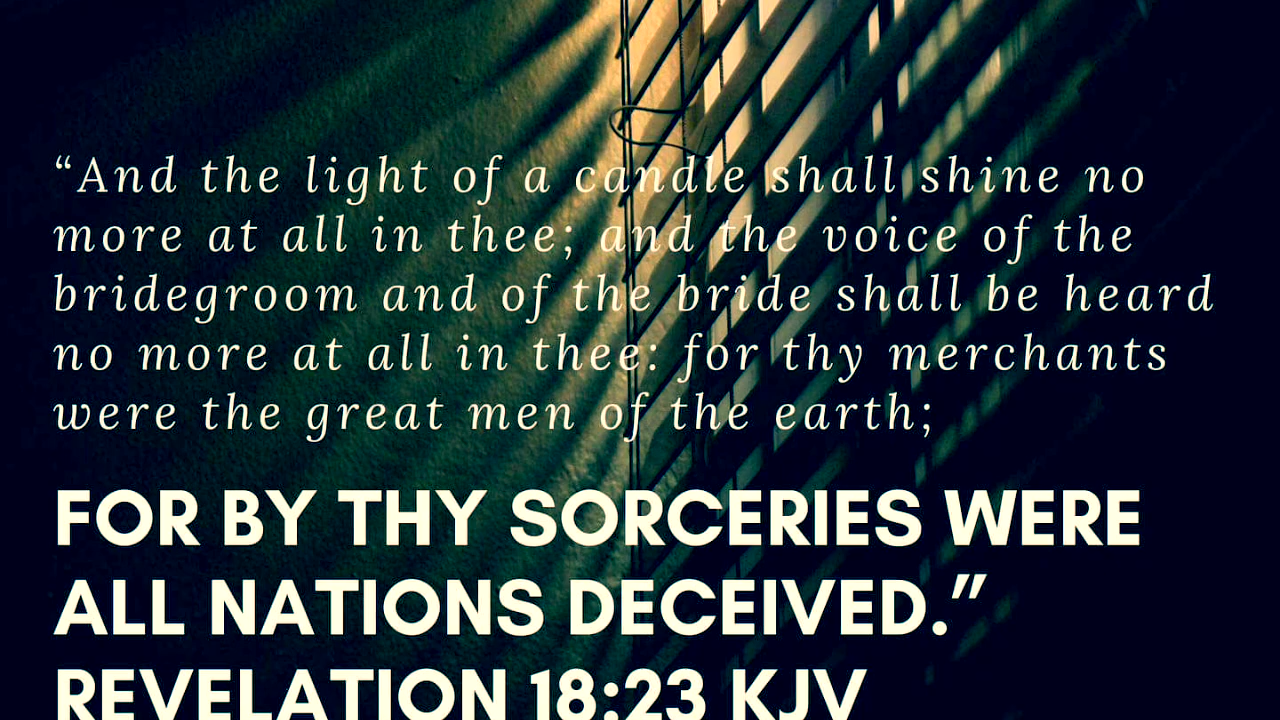 “And the light of a candle shall shine no
more at all in thee; and the voice of the
bridegroom and of the bride shall be heard
no more at all in thee: for thy merchants
were the great men of the earth;
FOR BY THY SORCERIES WERE
ALL NATIONS DECEIVED.”
REVELATION 18:23 KJV